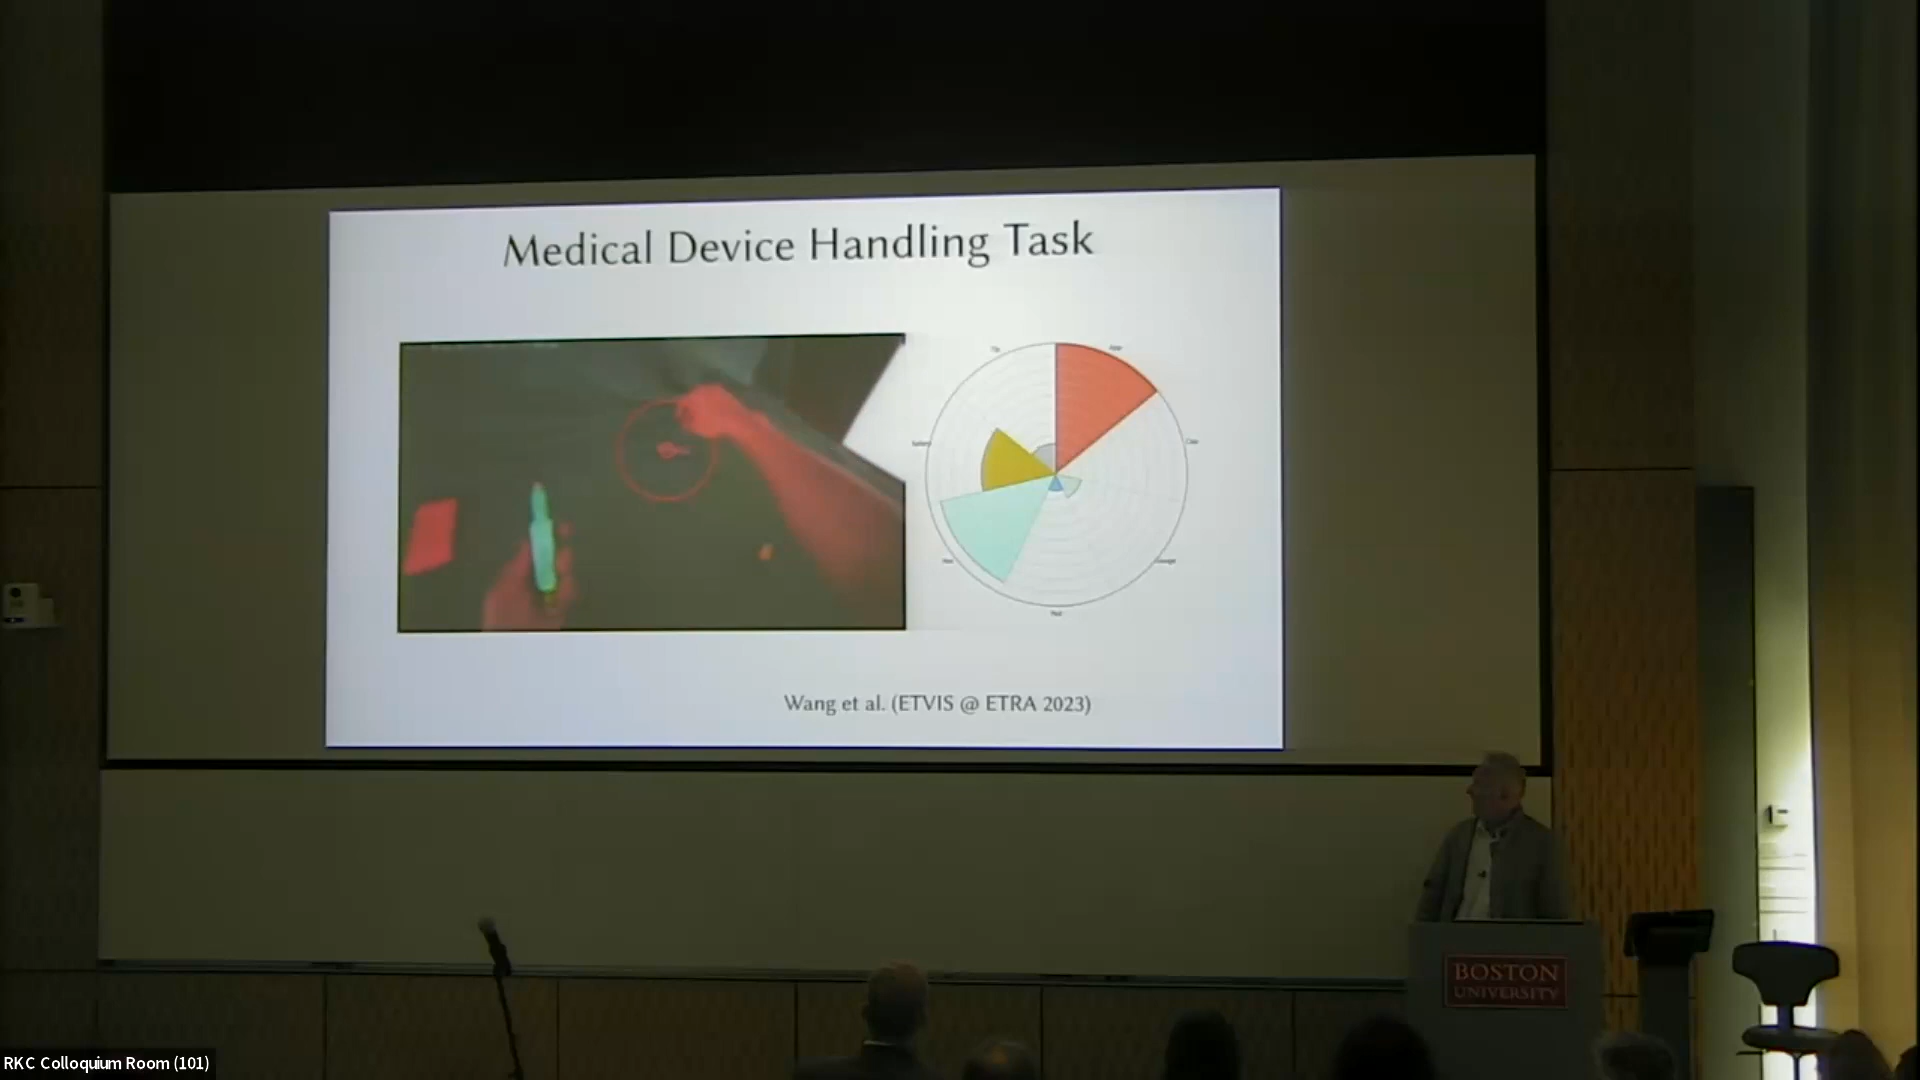 Medical Device Handling Task
Wang et al. (ETVIS @ ETRA 2023)
BOSTON
UNIVERSITY
RKC Colloquium Room (101)